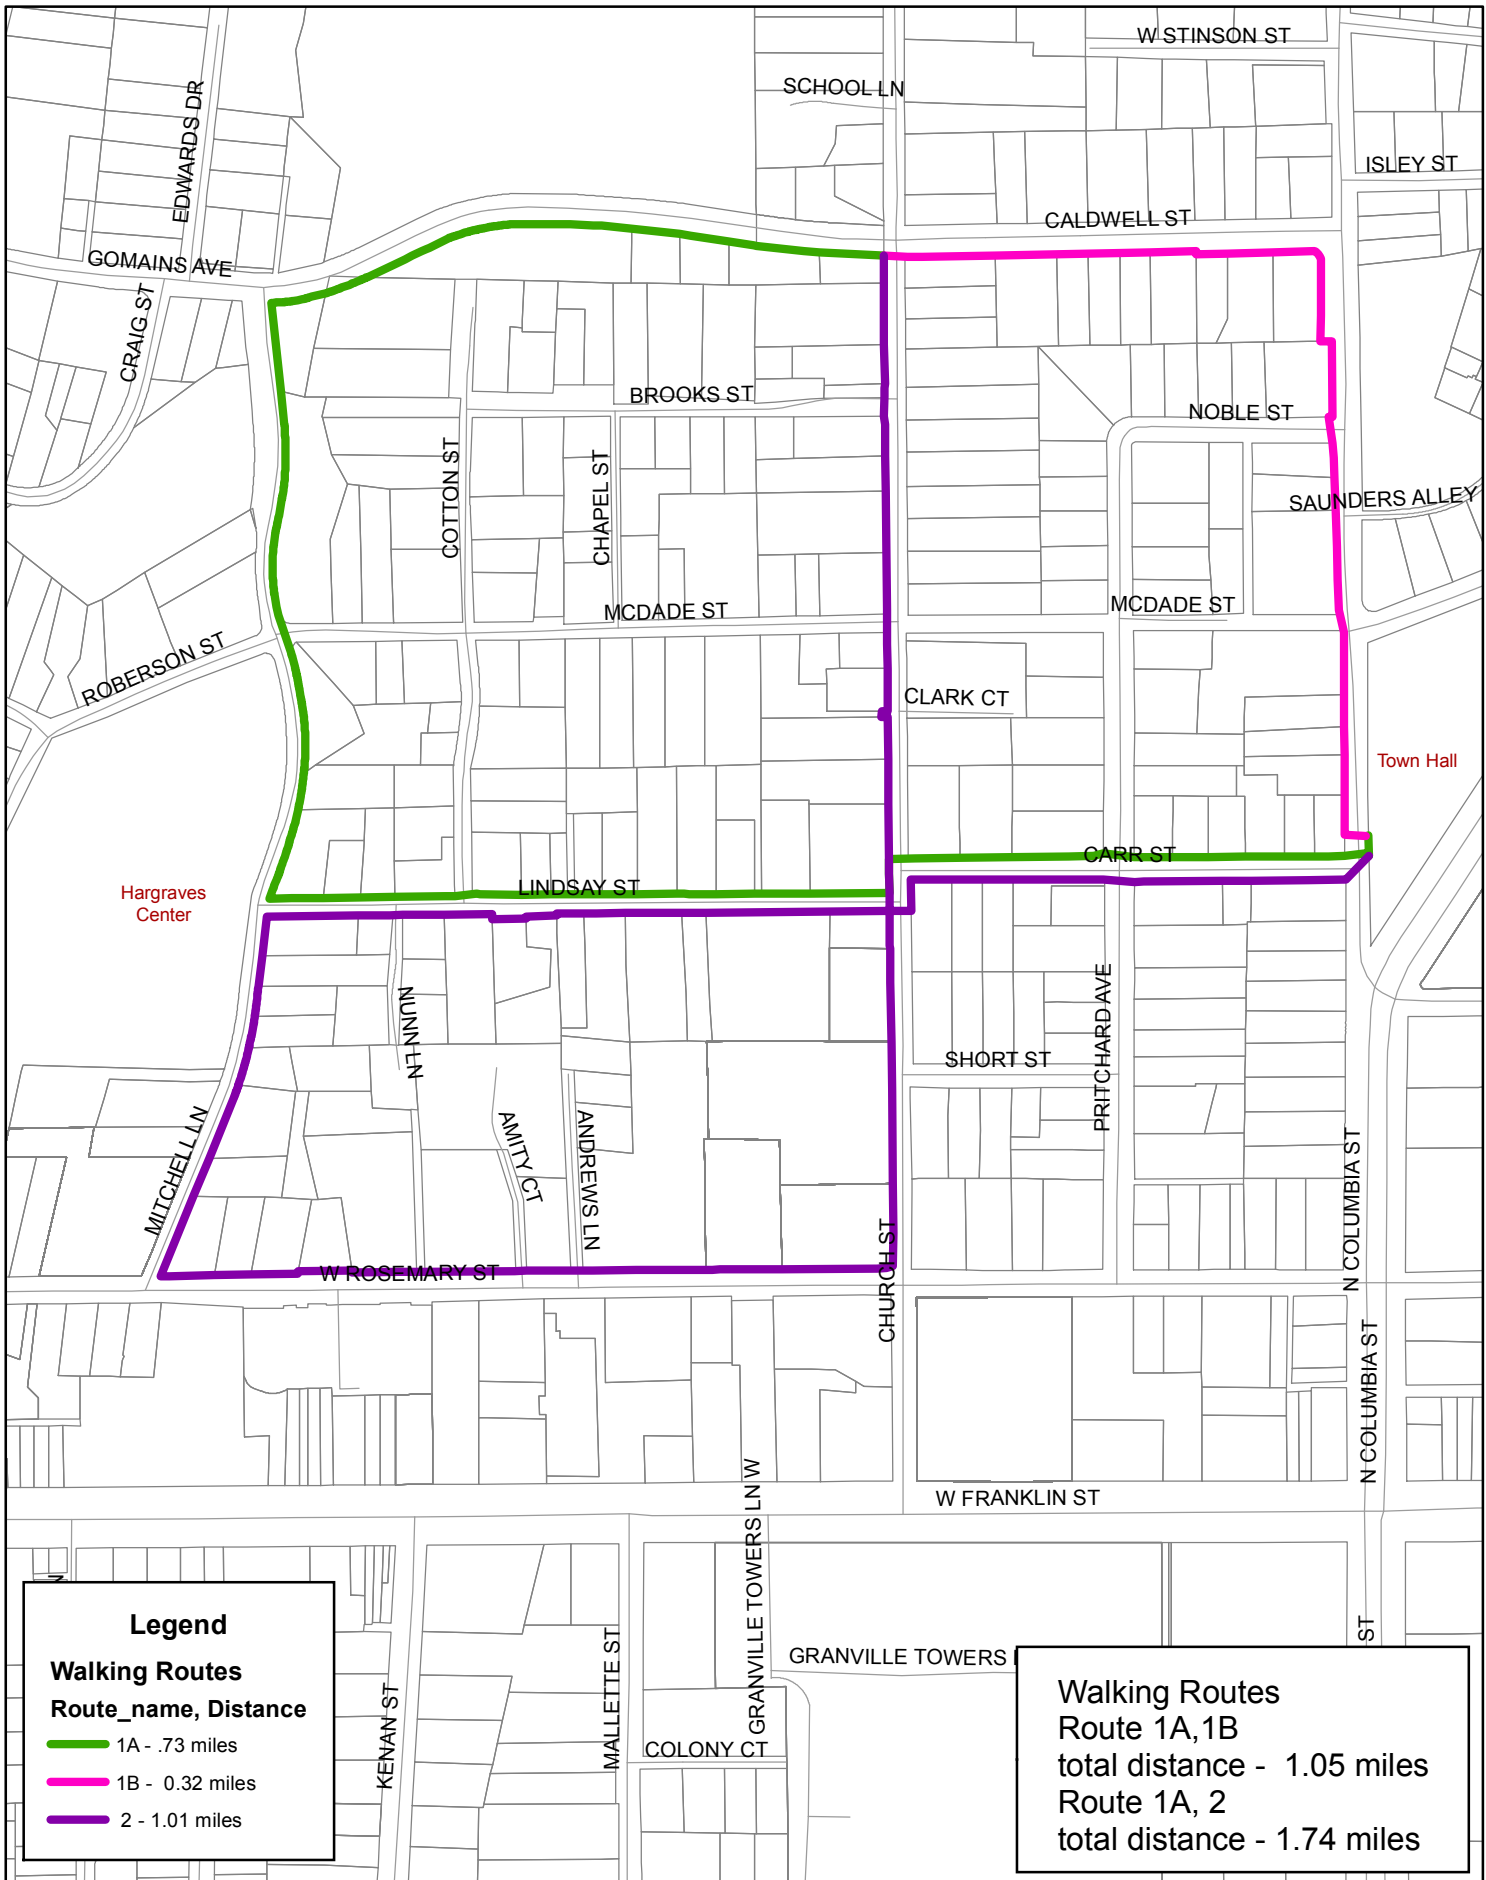 W STINSON ST
SCHOOL LN
EDWARDS DR
ISLEY ST
CALDWELL ST
GOMAINS AVE
CRAIG ST
BROOKS ST
NOBLE ST
COTTON ST
CHAPEL ST
SAUNDERS ALLEY
MCDADE ST
MCDADE ST
ROBERSON ST
CLARK CT
Town Hall
CARR ST
LINDSAY ST
Hargraves
Center
NUNN LN
PRITCHARD AVE
SHORT ST
MITCHELL LN
AMITY CT
ANDREWS LN
N COLUMBIA ST
W ROSEMARY ST
CHURCH ST
N COLUMBIA ST
W FRANKLIN ST
GRANVILLE TOWERS LN W
MALLETTE ST
KENAN ST
GRANVILLE TOWERS
ST
COLONY CT
Legend
Walking Routes
Route_name, Distance
1A - .73 miles
1B - 0.32 miles
2 - 1.01 miles
Walking Routes
Route 1A,1B
total distance - 1.05 miles
Route 1A, 2
total distance - 1.74 miles